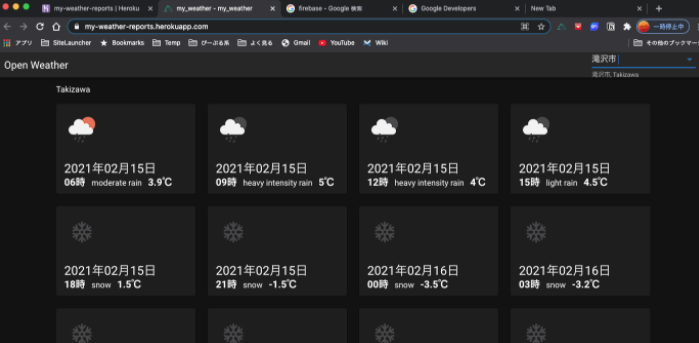 my-weather-reports | Heroku
my_weather - my_weather
firebase - Google 検索
Google Developers
New Tab
my-weather-reports.herokuapp.com
一時停止中
アプリ
SiteLauncher
Bookmarks
Temp
ぴーぷる系
よく見る
Gmail
YouTube
Wiki
その他のブックマー
Open Weather
滝沢市
滝沢市, Takizawa
Takizawa
2021年02月15日
06時 moderate rain 3.9℃
2021年02月15日
09時 heavy intensity rain 5℃
2021年02月15日
12時 heavy intensity rain 4℃
2021年02月15日
15時 light rain 4.5℃
2021年02月15日
18時 snow 1.5℃
2021年02月15日
21時 snow -1.5℃
2021年02月16日
00時 snow -3.5℃
2021年02月16日
03時 snow -3.2℃